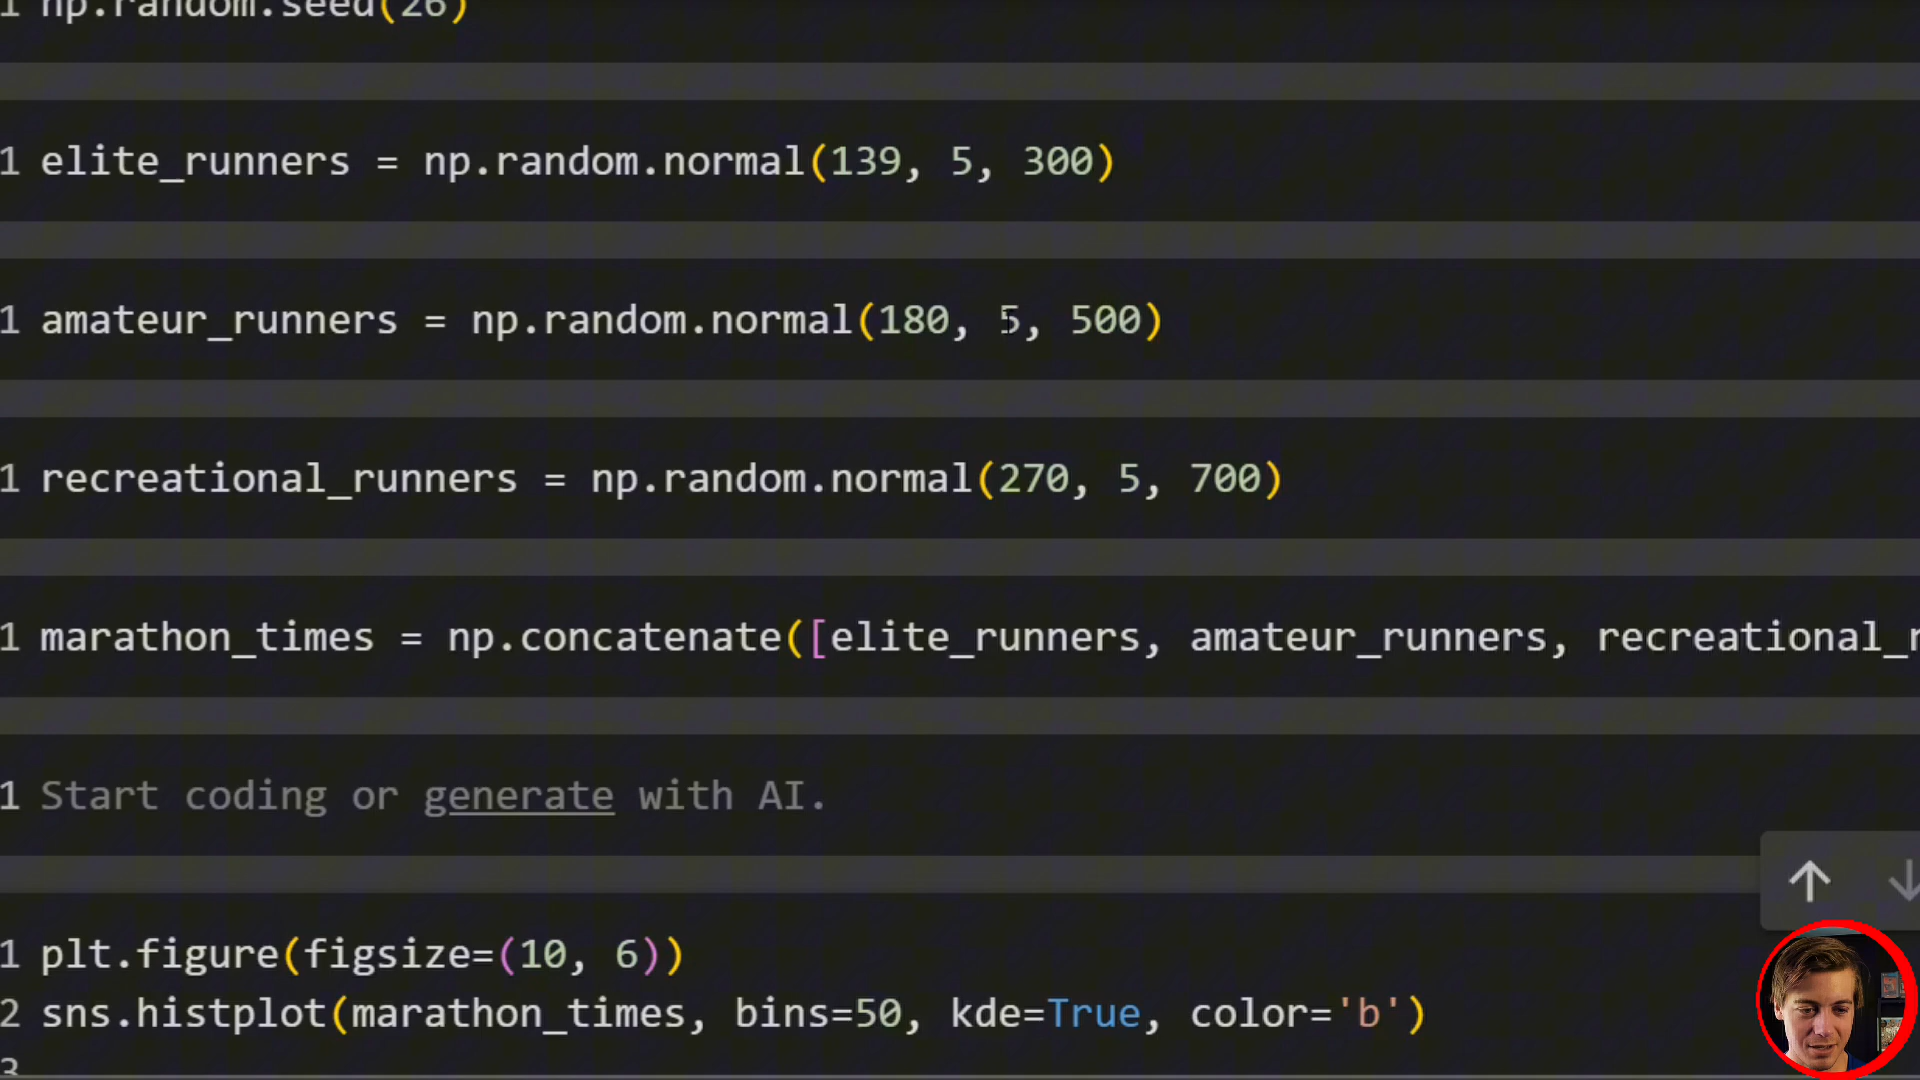 1 np.random.seed(26)
1 elite_runners = np.random.normal(139, 5, 300)
1 amateur_runners = np.random.normal(180, 5, 500)
1 recreational_runners = np.random.normal(270, 5, 700)
1 marathon_times = np.concatenate([elite_runners, amateur_runners, recreational_r
1 Start coding or generate with AI.
1 plt.figure(figsize=(10, 6))
2 sns.histplot(marathon_times, bins=50, kde=True, color='b')
3